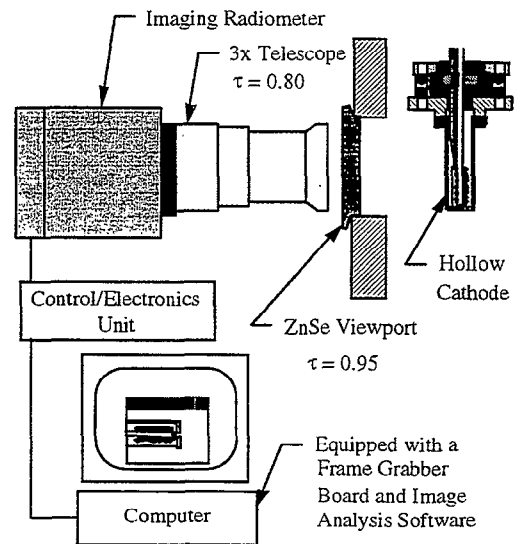 Imaging Radiometer
3x Telescope
τ = 0.80
Hollow
Cathode
Control/Electronics
Unit
ZnSe Viewport
τ = 0.95
Equipped with a
Frame Grabber
Board and Image
Analysis Software
Computer